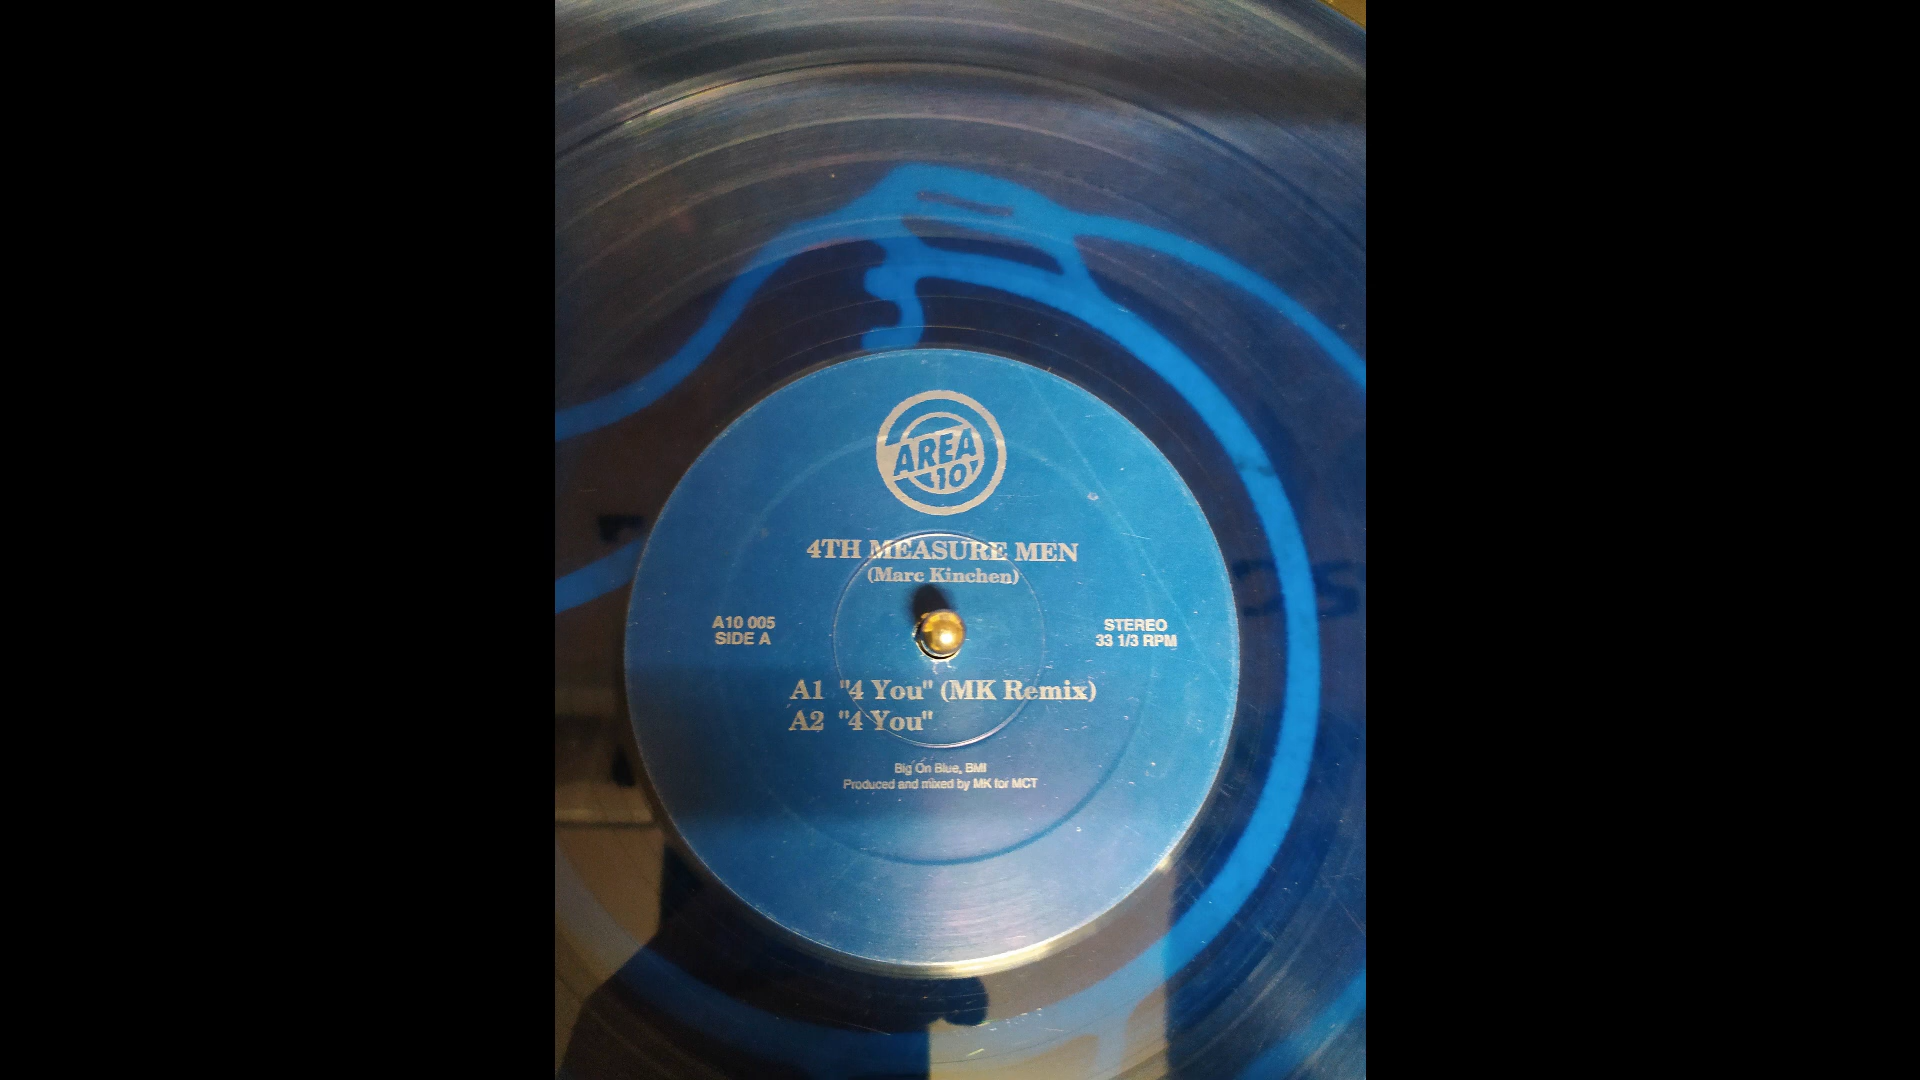 AREA
10
4TH MEASURE MEN
(Marc Kinchen)
A10 005
SIDE A
STEREO
33 1/3 RPM
A1 "4 You" (MK Remix)
A2 "4 You"
Big On Blue, BMI
Produced and mixed by MK for MCT